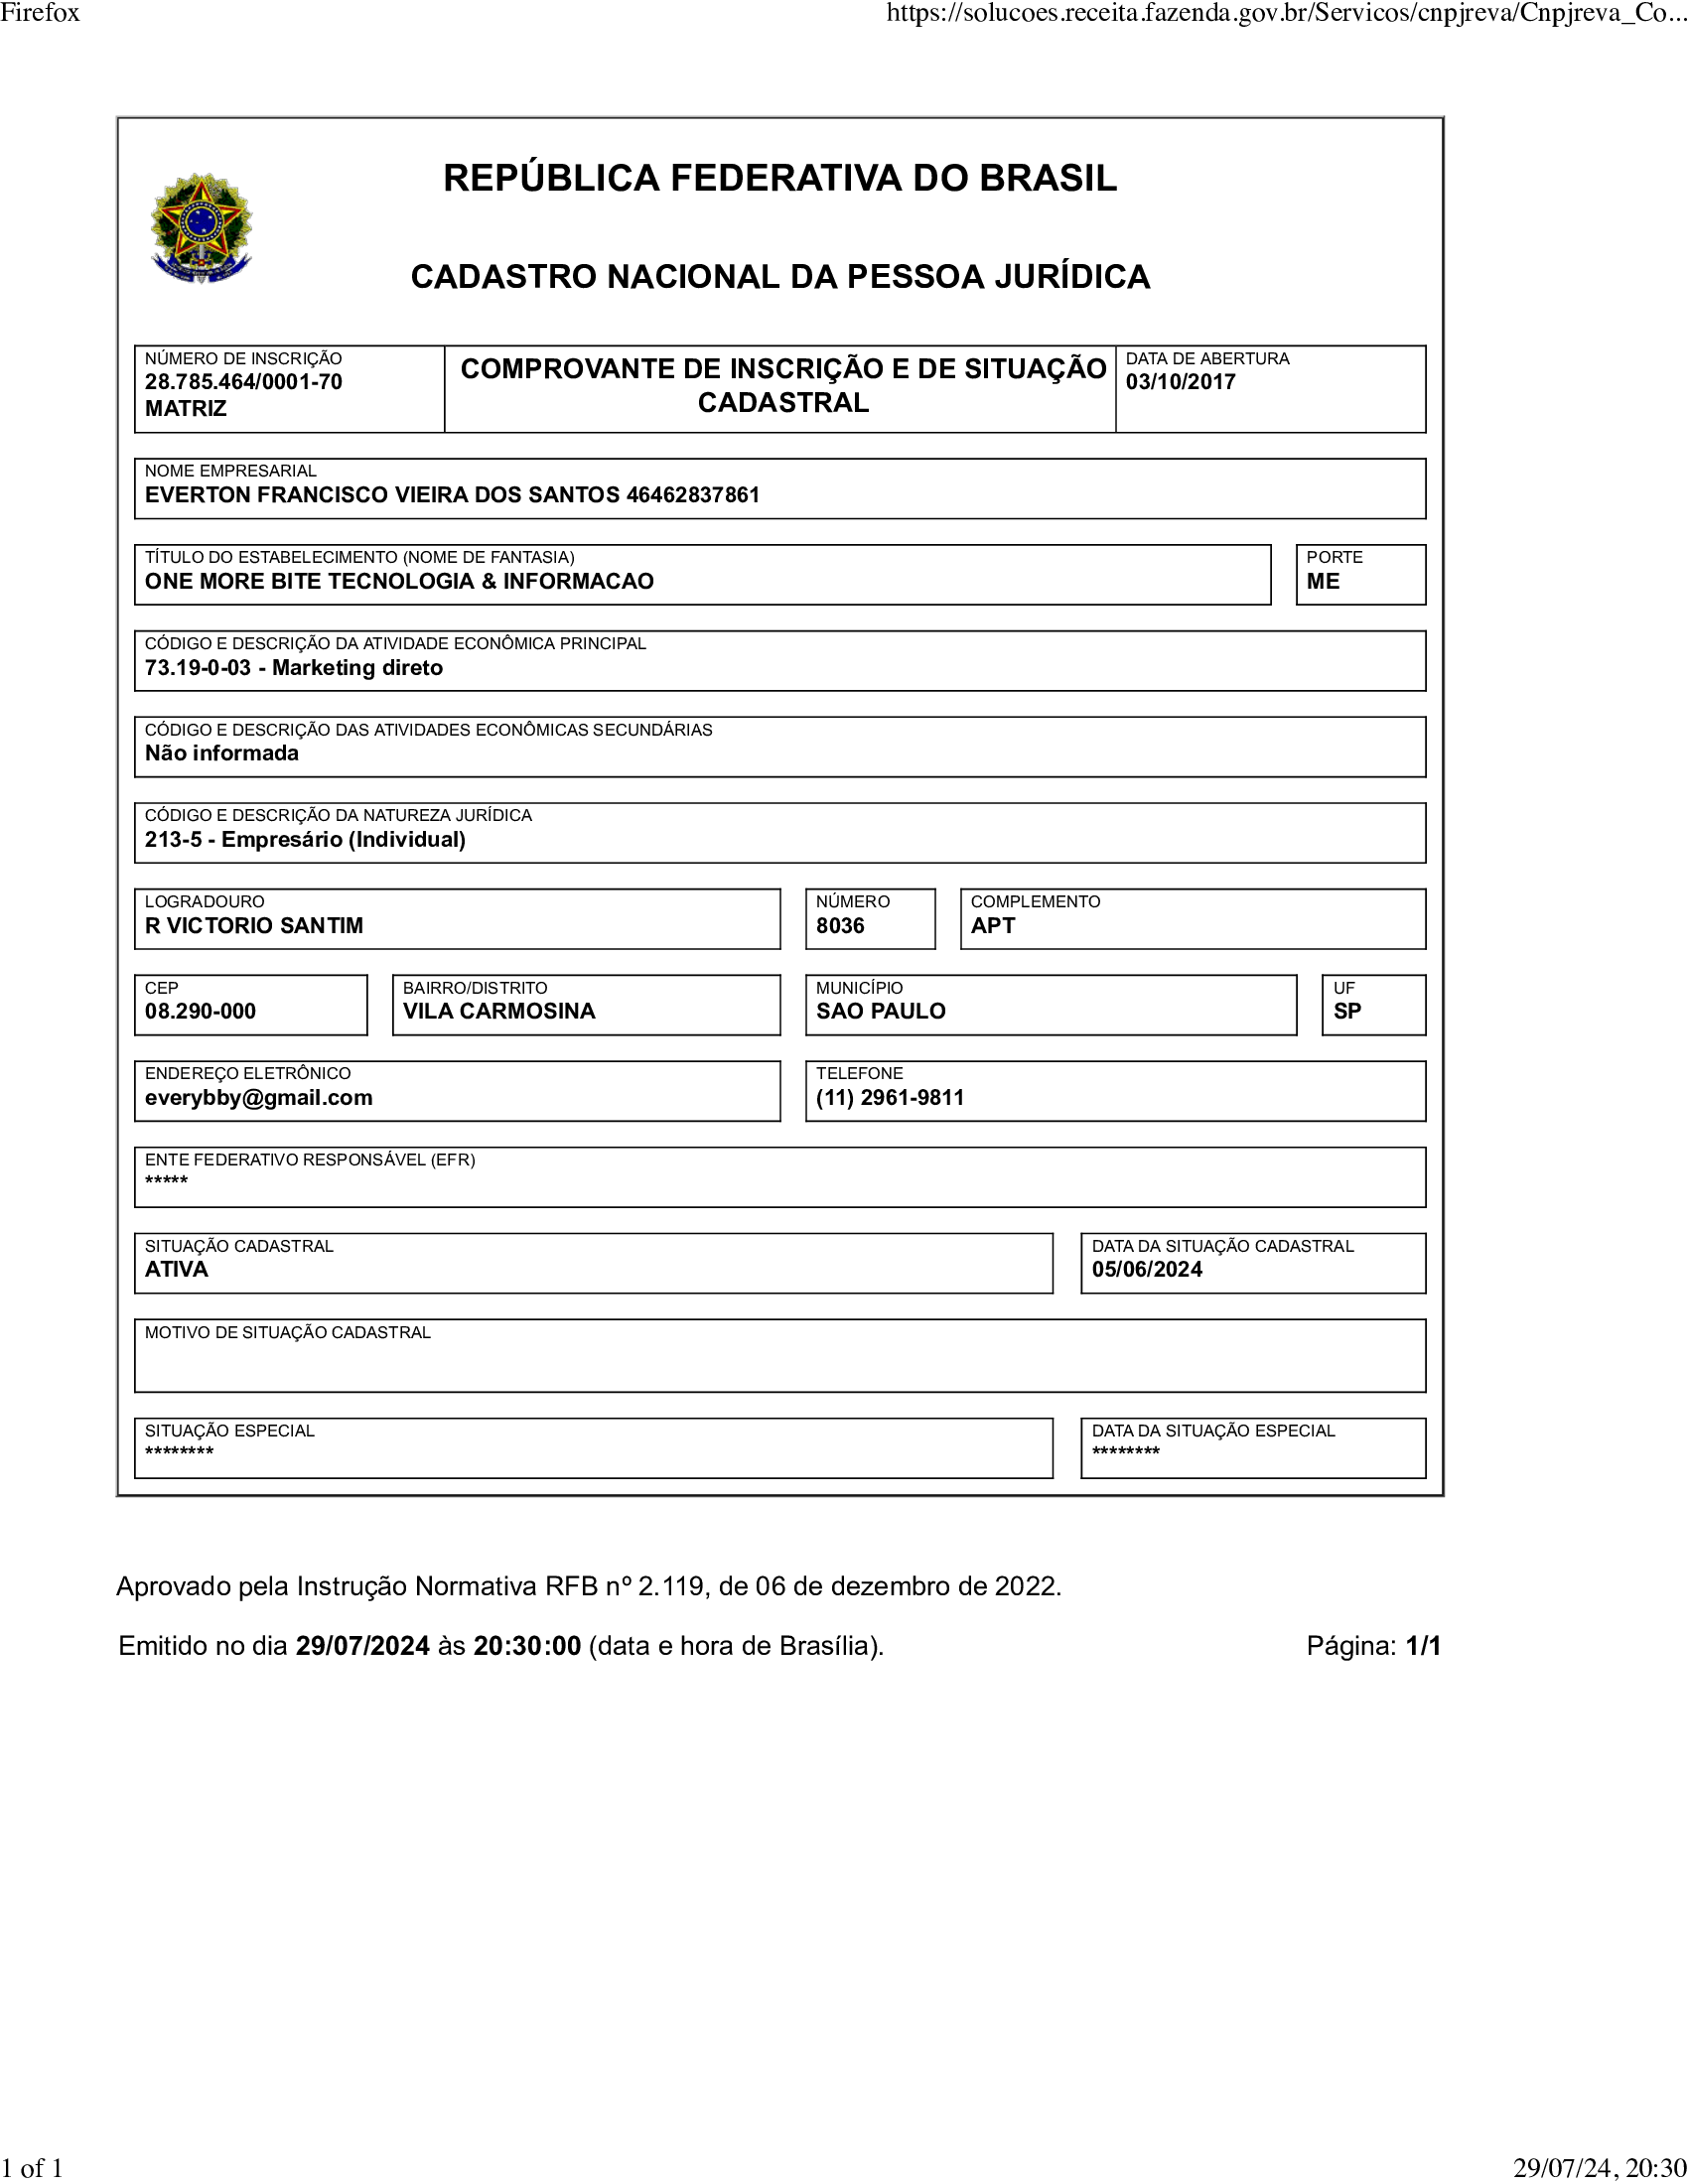 Firefox
https://solucoes.receita.fazenda.gov.br/Servicos/cnpjreva/Cnpjreva_Co...
REPÚBLICA FEDERATIVA DO BRASIL
CADASTRO NACIONAL DA PESSOA JURÍDICA
NÚMERO DE INSCRIÇÃO
28.785.464/0001-70
MATRIZ
COMPROVANTE DE INSCRIÇÃO E DE SITUAÇÃO
CADASTRAL
DATA DE ABERTURA
03/10/2017
NOME EMPRESARIAL
EVERTON FRANCISCO VIEIRA DOS SANTOS 46462837861
TÍTULO DO ESTABELECIMENTO (NOME DE FANTASIA)
ONE MORE BITE TECNOLOGIA & INFORMACAO
PORTE
ME
CÓDIGO E DESCRIÇÃO DA ATIVIDADE ECONÔMICA PRINCIPAL
73.19-0-03 - Marketing direto
CÓDIGO E DESCRIÇÃO DAS ATIVIDADES ECONÔMICAS SECUNDÁRIAS
Não informada
CÓDIGO E DESCRIÇÃO DA NATUREZA JURÍDICA
213-5 - Empresário (Individual)
LOGRADOURO
R VICTORIO SANTIM
NÚMERO
8036
COMPLEMENTO
APT
CEP
08.290-000
BAIRRO/DISTRITO
VILA CARMOSINA
MUNICÍPIO
SAO PAULO
UF
SP
ENDEREÇO ELETRÔNICO
everybby@gmail.com
TELEFONE
(11) 2961-9811
ENTE FEDERATIVO RESPONSÁVEL (EFR)
*****
SITUAÇÃO CADASTRAL
ATIVA
DATA DA SITUAÇÃO CADASTRAL
05/06/2024
MOTIVO DE SITUAÇÃO CADASTRAL
SITUAÇÃO ESPECIAL
********
DATA DA SITUAÇÃO ESPECIAL
********
Aprovado pela Instrução Normativa RFB nº 2.119, de 06 de dezembro de 2022.
Emitido no dia 29/07/2024 às 20:30:00 (data e hora de Brasília).
Página: 1/1
1 of 1
29/07/24, 20:30